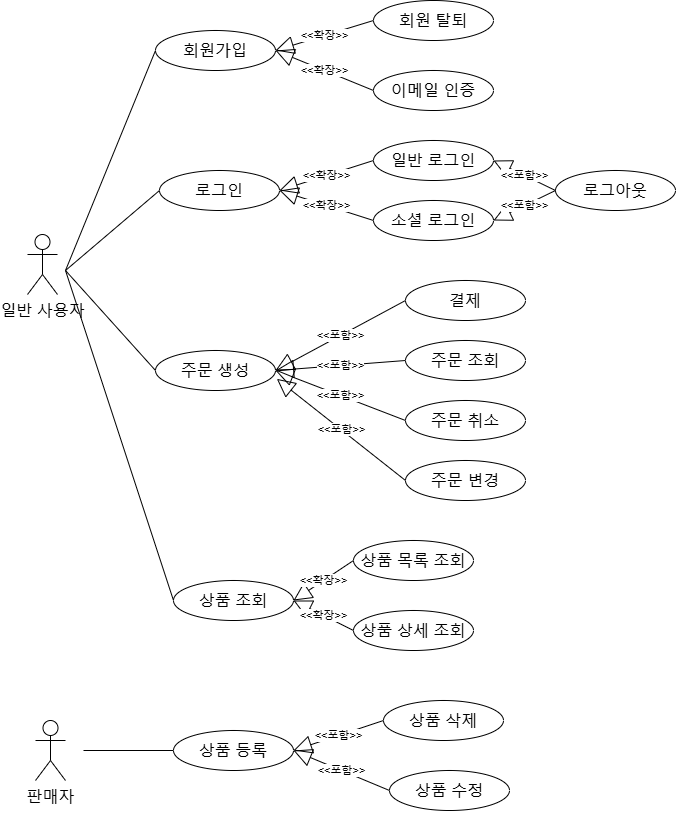 회원 탈퇴
<<확장>>
회원가입
<<확장>>
이메일 인증
일반 로그인
<<확장>>
<<포함>>
로그인
로그아웃
<<확장>>
<<포함>>
소셜 로그인
일반 사용자
결제
<<포함>>
주문 조회
<<포함>>
주문 생성
<<포함>>
주문 취소
<<포함>>
주문 변경
상품 목록 조회
<<확장>>
상품 조회
<<확장>>
상품 상세 조회
상품 삭제
<<포함>>
상품 등록
<<포함>>
상품 수정
판매자